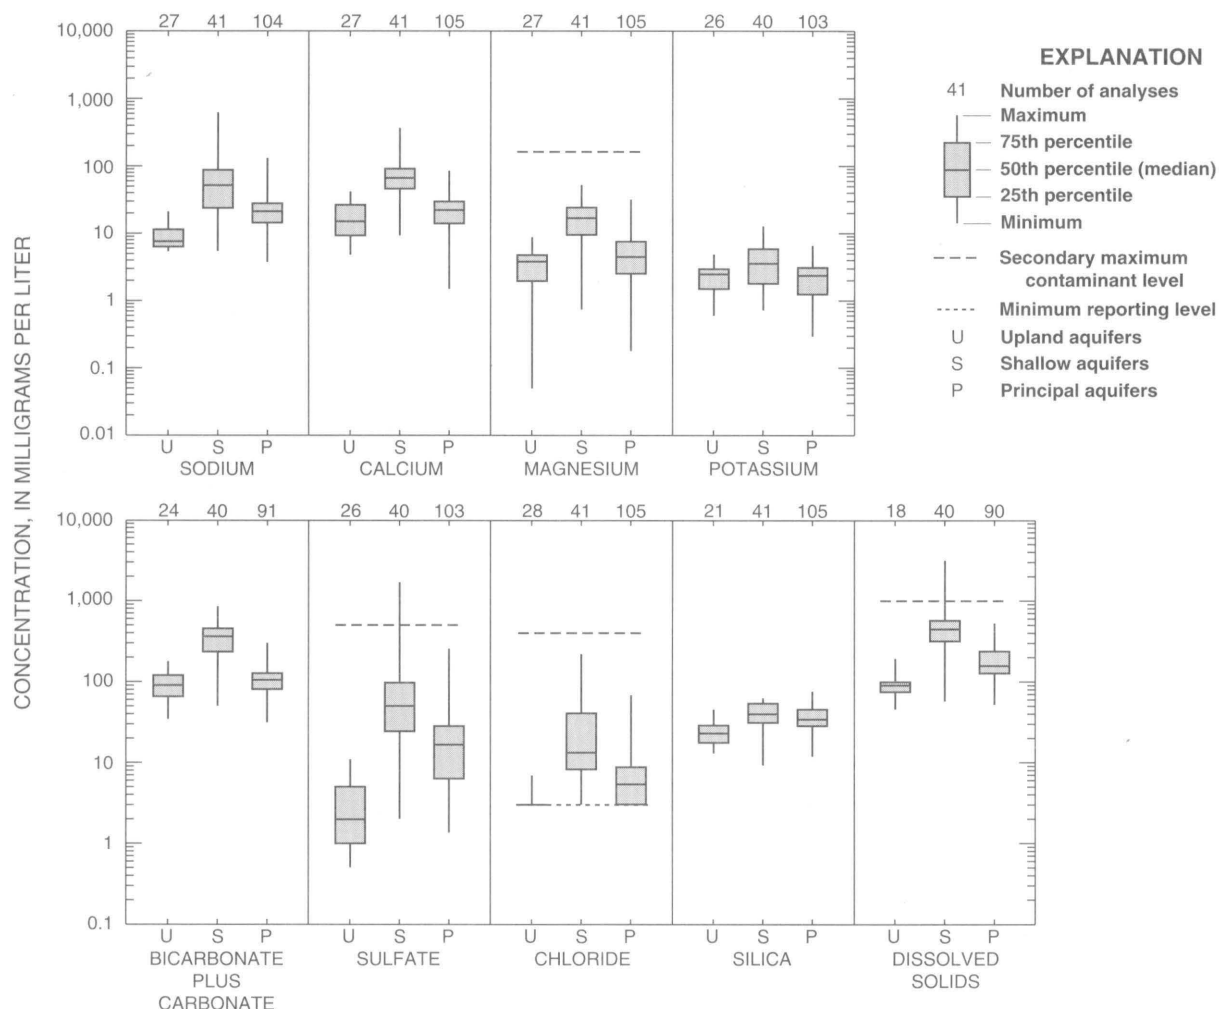 27 41 104 27 41 105 27 41 105 26 40 103
10,000
1,000
100
10
1
0.1
0.01
U S P U S P U S P U S P
SODIUM CALCIUM MAGNESIUM POTASSIUM
EXPLANATION
41 Number of analyses
Maximum
75th percentile
50th percentile (median)
25th percentile
Minimum
Secondary maximum
contaminant level
Minimum reporting level
U Upland aquifers
S Shallow aquifers
P Principal aquifers
CONCENTRATION, IN MILLIGRAMS PER LITER
24 40 91 26 40 103 28 41 105 21 41 105 18 40 90
10,000
1,000
100
10
1
0.1
U S P U S P U S P U S P U S P
BICARBONATE SULFATE CHLORIDE SILICA DISSOLVED
PLUS SOLIDS
CARBONATE